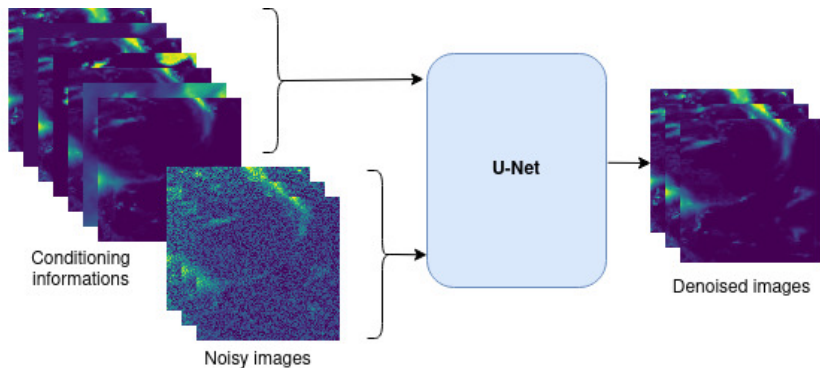 Conditioning
informations
Noisy images
U-Net
Denoised images